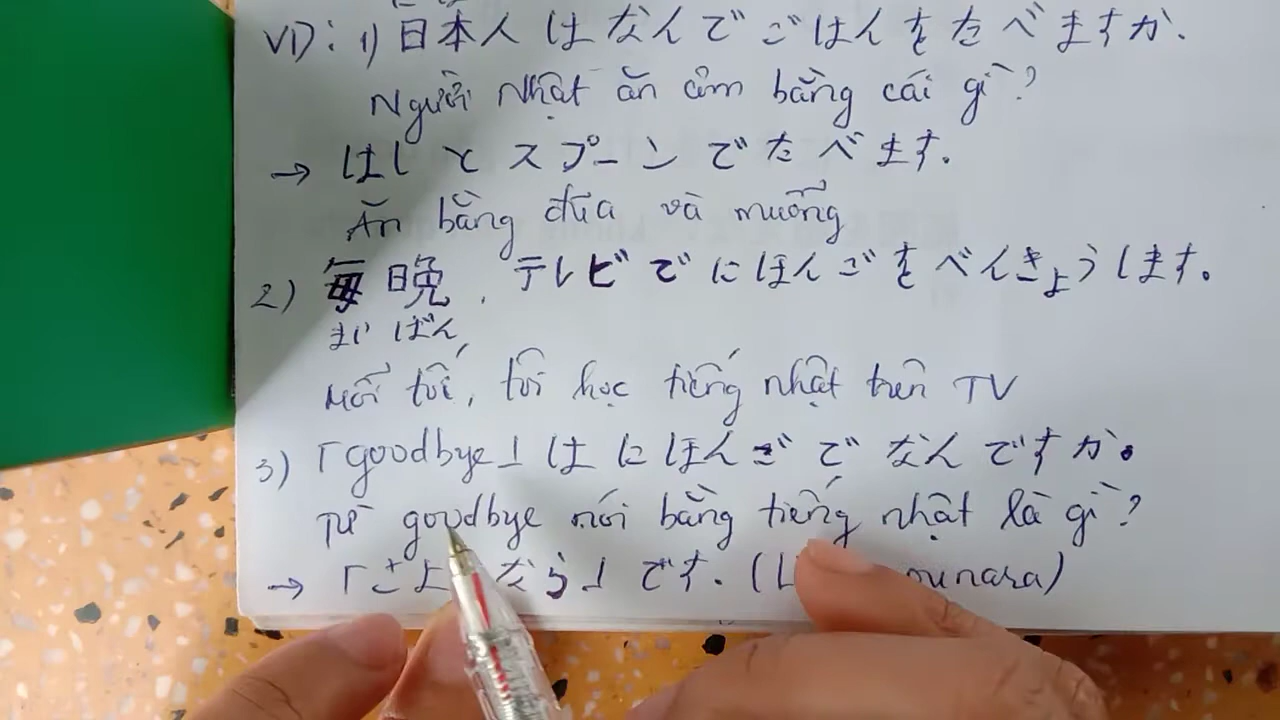 VD: 1) 日本人 は なんで ごはんを たべますか.
Người Nhật ăn cơm bằng cái gì?
→ はし と スプーン で たべます.
Ăn bằng đũa và muỗng
2) 毎晩, テレビで にほんごを べんきょうします。
まいばん
Mỗi tối, tôi học tiếng nhật trên TV
3) 「goodbye」は にほんごで なんですか。
Từ goodbye nói bằng tiếng nhật là gì?
→ 「さよ なら」です.